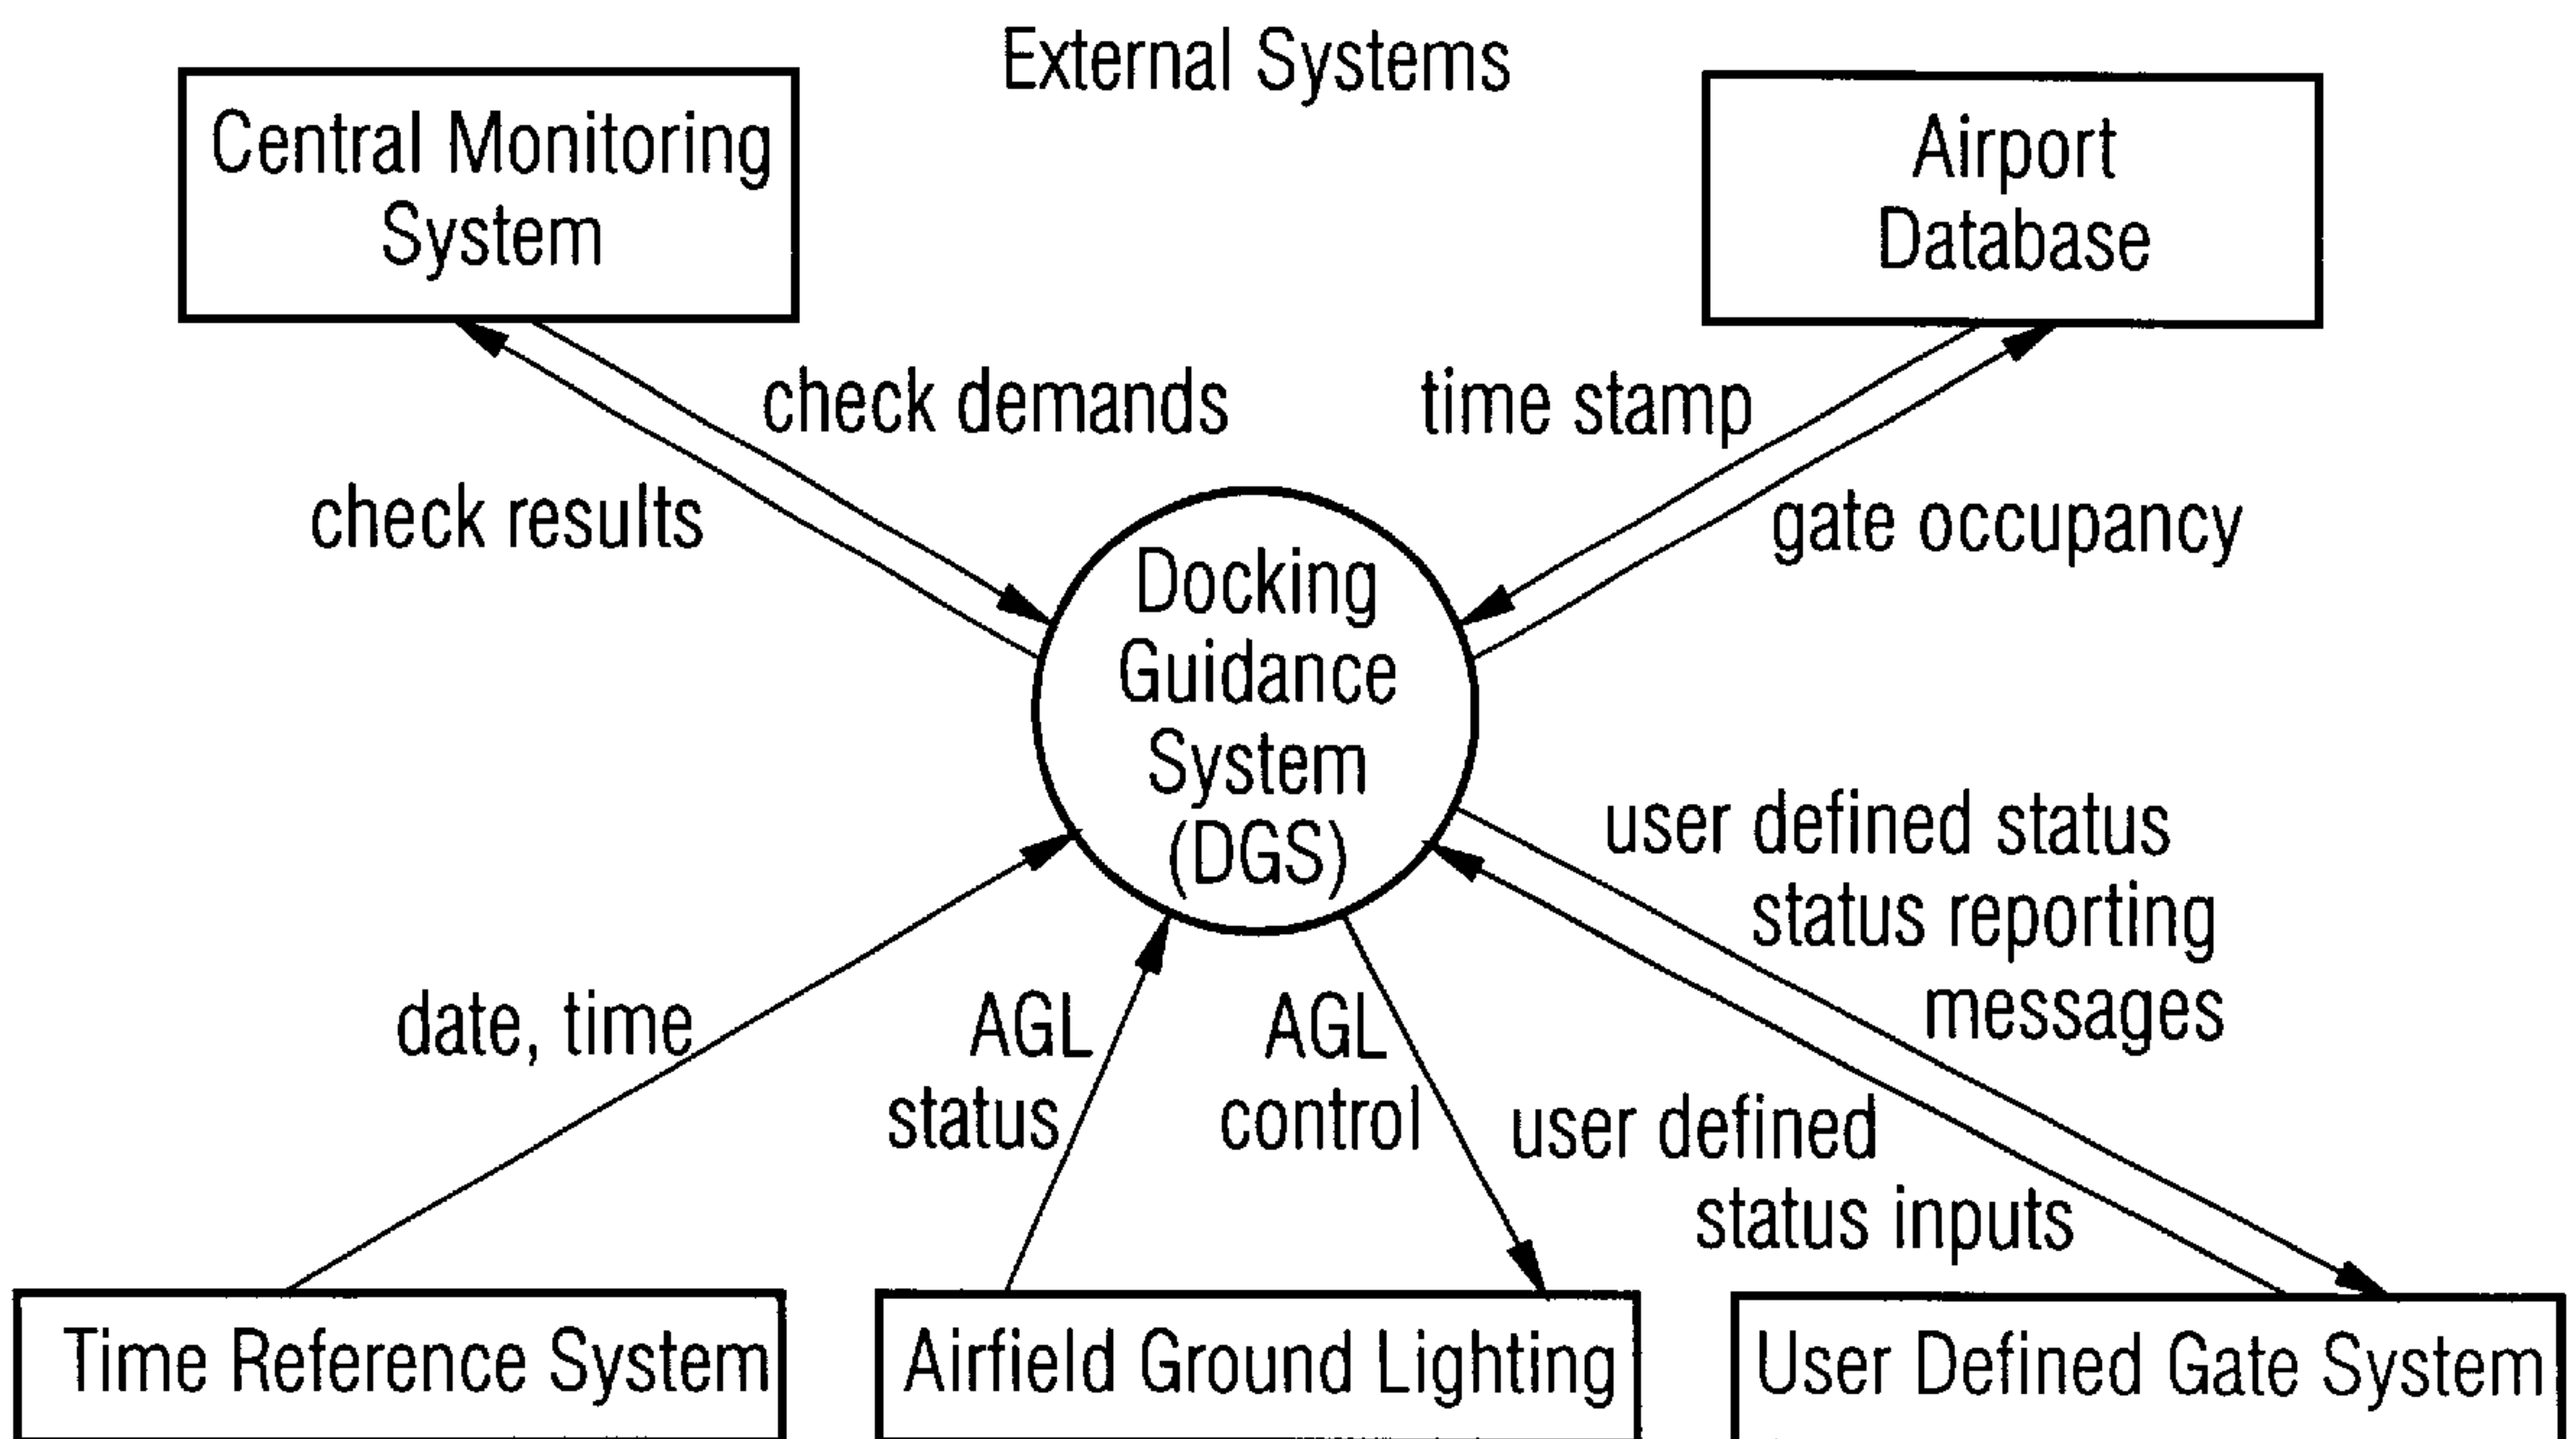 External Systems
Central Monitoring
System
Airport
Database
check demands
time stamp
check results
gate occupancy
Docking
Guidance
System
(DGS)
user defined status
status reporting
messages
date, time
AGL
status
AGL
control
user defined
status inputs
Time Reference System
Airfield Ground Lighting
User Defined Gate System